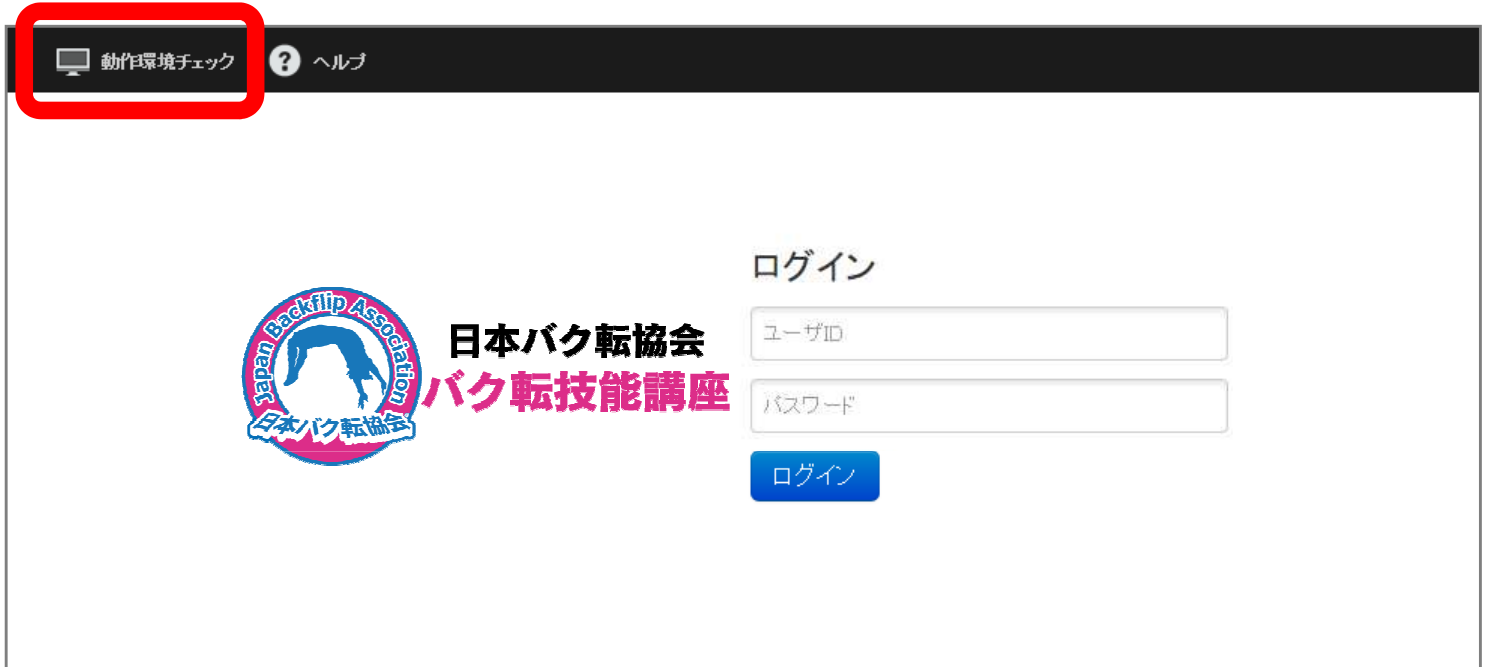 動作環境チェック
ヘルプ
ログイン
ユーザID
パスワード
ログイン
Japan Backflip Association
日本バク転協会
日本バク転協会
バク転技能講座